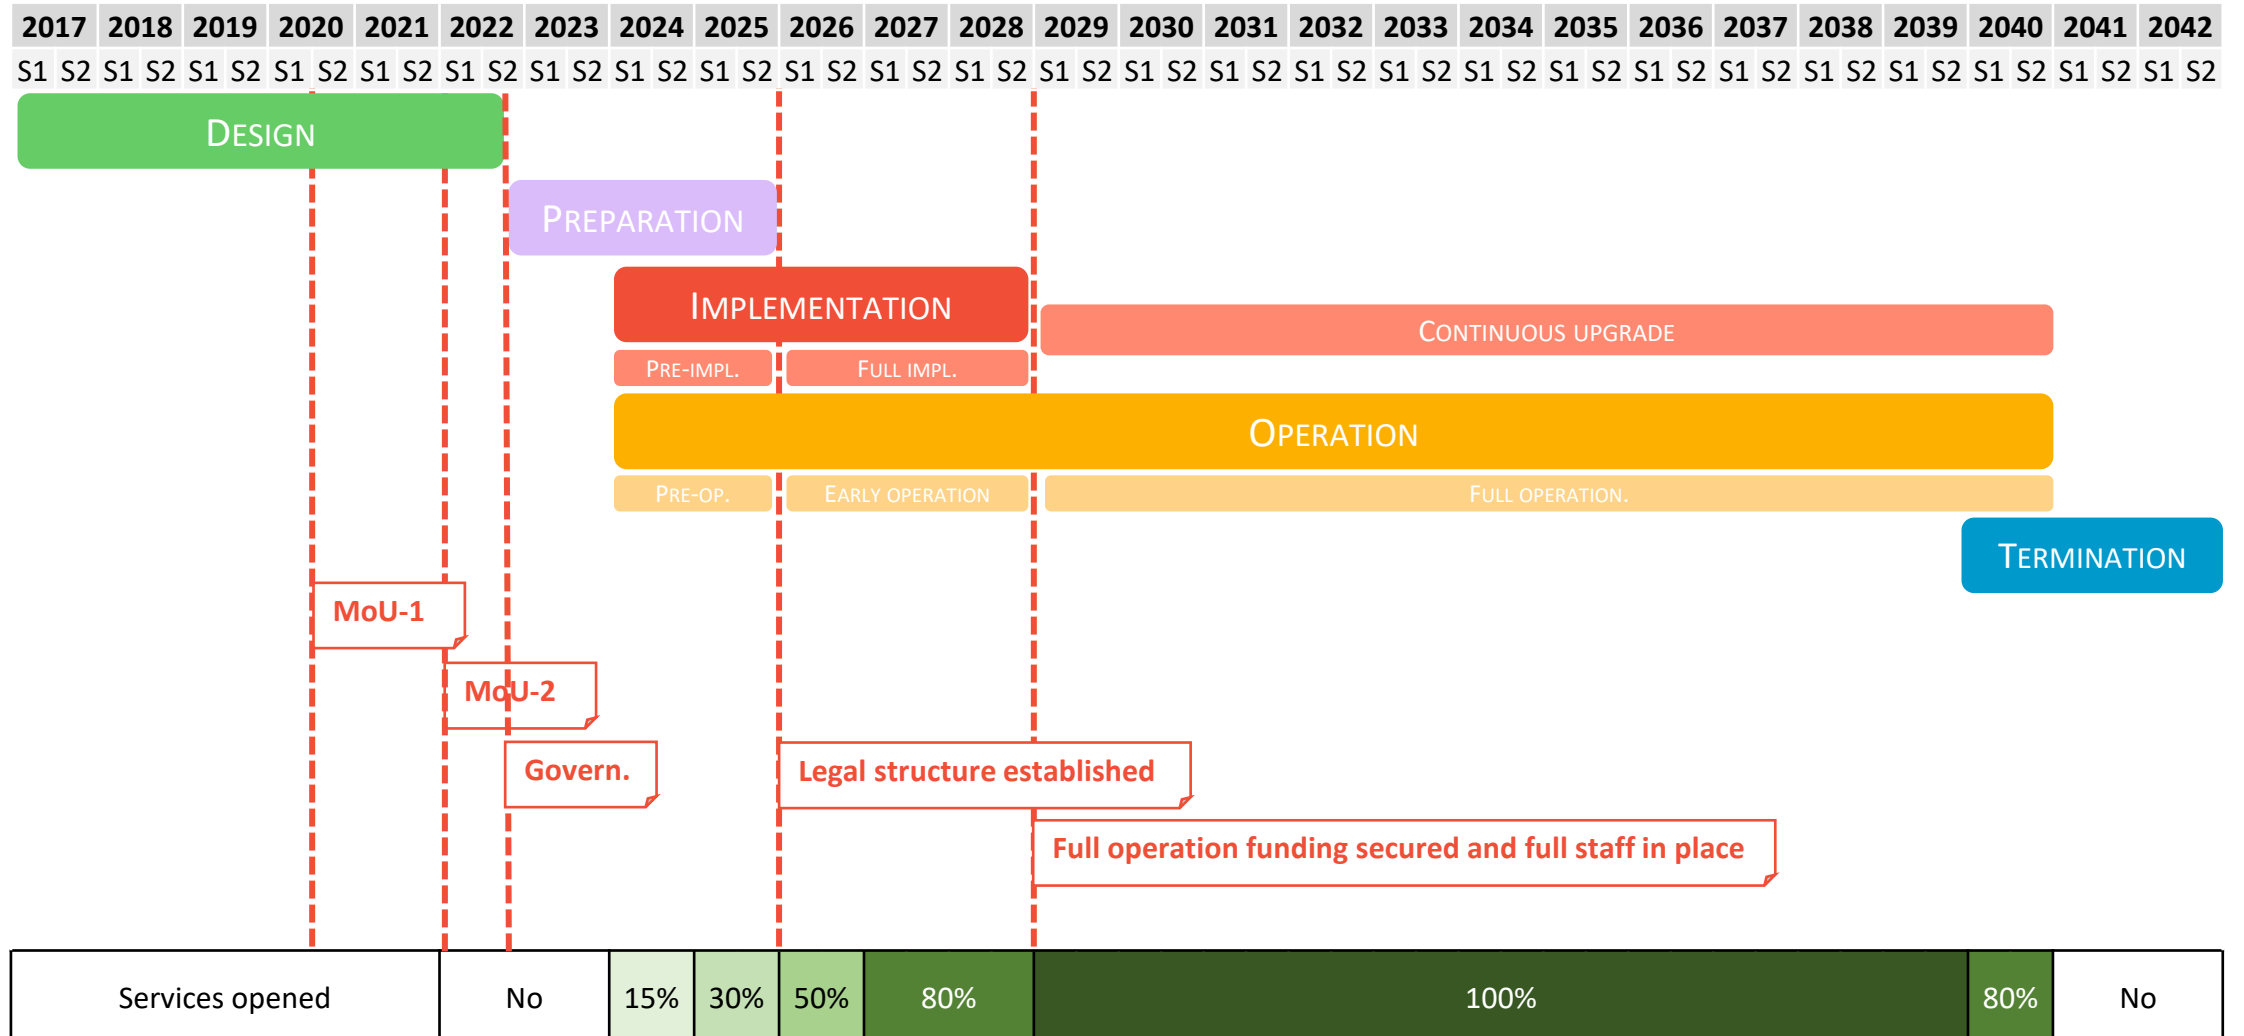 2017 2018 2019 2020 2021 2022 2023 2024 2025 2026 2027 2028 2029 2030 2031 2032 2033 2034 2035 2036 2037 2038 2039 2040 2041 2042
S1 S2 S1 S2 S1 S2 S1 S2 S1 S2 S1 S2 S1 S2 S1 S2 S1 S2 S1 S2 S1 S2 S1 S2 S1 S2 S1 S2 S1 S2 S1 S2 S1 S2 S1 S2 S1 S2 S1 S2 S1 S2 S1 S2 S1 S2 S1 S2 S1 S2 S1 S2
DESIGN
PREPARATION
IMPLEMENTATION
CONTINUOUS UPGRADE
PRE-IMPL. FULL IMPL.
OPERATION
PRE-OP. EARLY OPERATION FULL OPERATION.
TERMINATION
MoU-1
MoU-2
Govern. Legal structure established
Full operation funding secured and full staff in place
Services opened No 15% 30% 50% 80% 100% 80% No